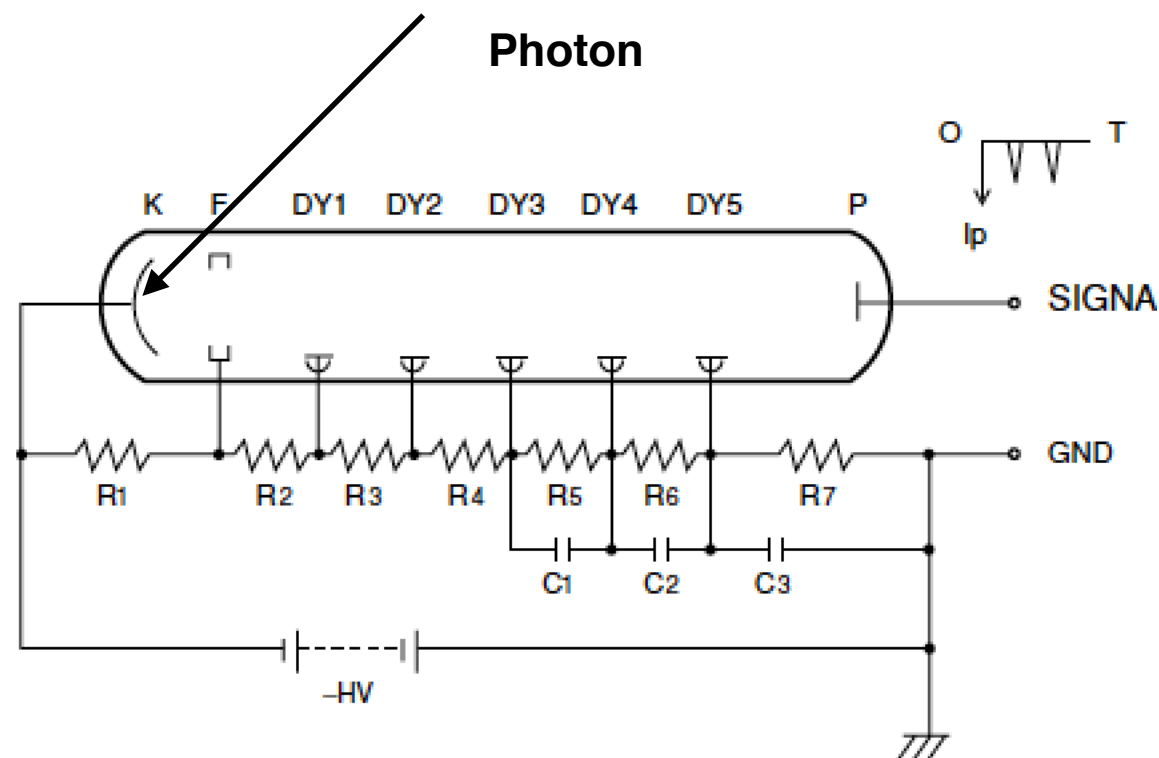 Photon
O T
Ip
K F DY1 DY2 DY3 DY4 DY5 P
SIGNA
GND
R1 R2 R3 R4 R5 R6 R7
C1 C2 C3
–HV